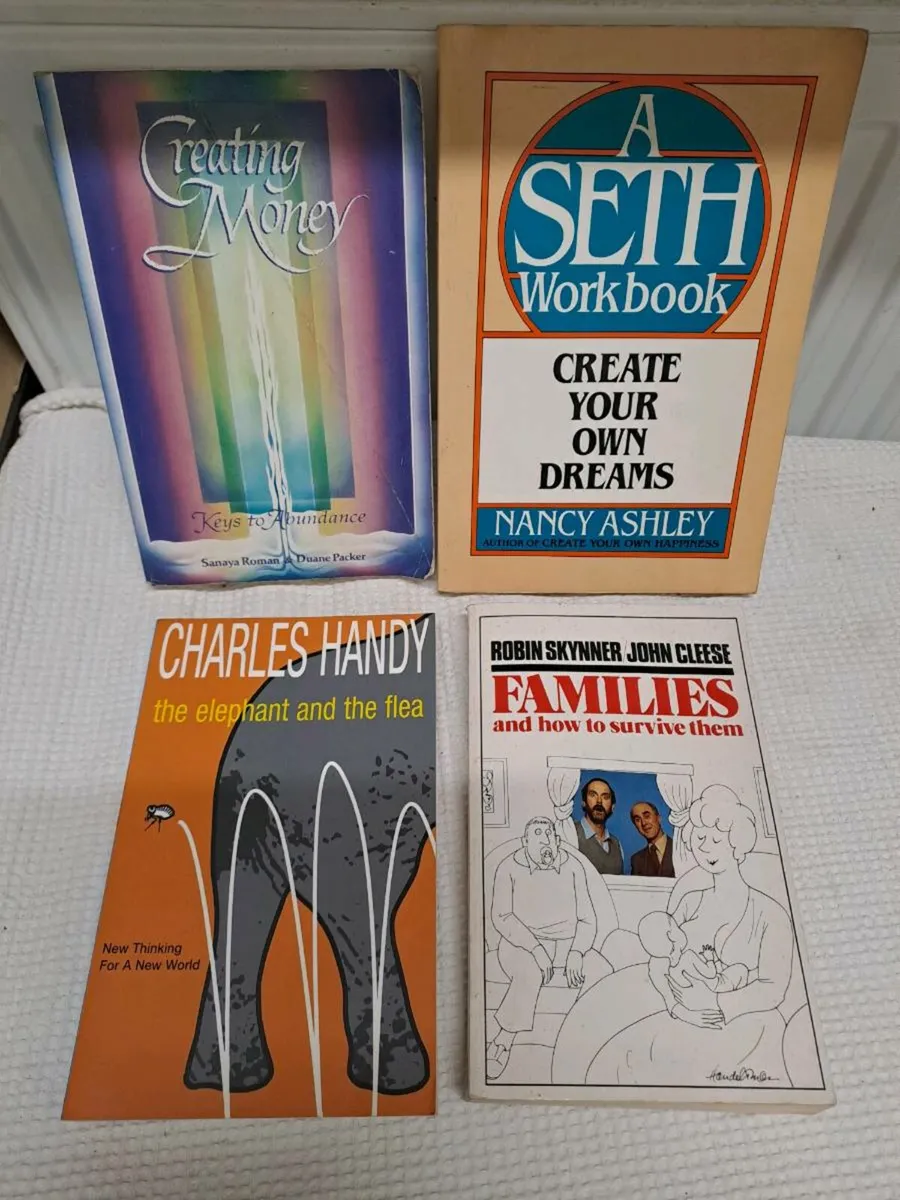 Creating
Money
Keys to Abundance
Sanaya Roman & Duane Packer
A
SETH
Workbook
CREATE
YOUR
OWN
DREAMS
NANCY ASHLEY
AUTHOR OF CREATE YOUR OWN HAPPINESS
CHARLES HANDY
the elephant and the flea
New Thinking
For A New World
ROBIN SKYNNER/JOHN CLEESE
FAMILIES
and how to survive them